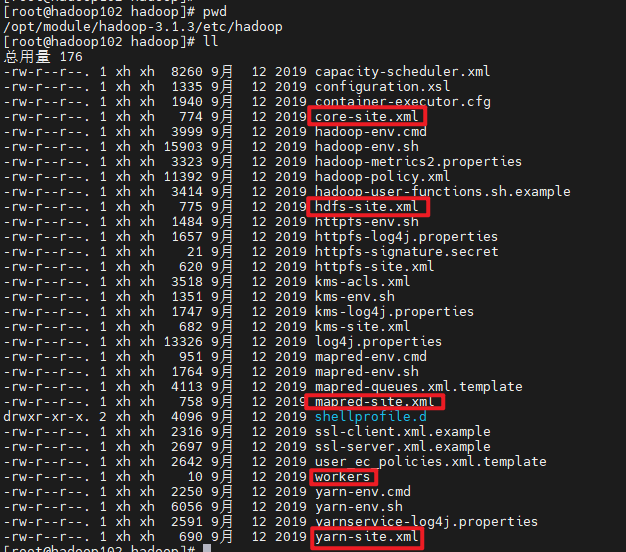 [root@hadoop102 hadoop]# pwd
/opt/module/hadoop-3.1.3/etc/hadoop
[root@hadoop102 hadoop]# ll
总用量 176
-rw-r--r--. 1 xh xh  8260 9月  12 2019 capacity-scheduler.xml
-rw-r--r--. 1 xh xh  1335 9月  12 2019 configuration.xsl
-rw-r--r--. 1 xh xh  1940 9月  12 2019 container-executor.cfg
-rw-r--r--. 1 xh xh   774 9月  12 2019 core-site.xml
-rw-r--r--. 1 xh xh  3999 9月  12 2019 hadoop-env.cmd
-rw-r--r--. 1 xh xh 15903 9月  12 2019 hadoop-env.sh
-rw-r--r--. 1 xh xh  3323 9月  12 2019 hadoop-metrics2.properties
-rw-r--r--. 1 xh xh 11392 9月  12 2019 hadoop-policy.xml
-rw-r--r--. 1 xh xh  3414 9月  12 2019 hadoop-user-functions.sh.example
-rw-r--r--. 1 xh xh   775 9月  12 2019 hdfs-site.xml
-rw-r--r--. 1 xh xh  1484 9月  12 2019 httpfs-env.sh
-rw-r--r--. 1 xh xh  1657 9月  12 2019 httpfs-log4j.properties
-rw-r--r--. 1 xh xh    21 9月  12 2019 httpfs-signature.secret
-rw-r--r--. 1 xh xh   620 9月  12 2019 httpfs-site.xml
-rw-r--r--. 1 xh xh  3518 9月  12 2019 kms-acls.xml
-rw-r--r--. 1 xh xh  1351 9月  12 2019 kms-env.sh
-rw-r--r--. 1 xh xh  1747 9月  12 2019 kms-log4j.properties
-rw-r--r--. 1 xh xh   682 9月  12 2019 kms-site.xml
-rw-r--r--. 1 xh xh 13326 9月  12 2019 log4j.properties
-rw-r--r--. 1 xh xh   951 9月  12 2019 mapred-env.cmd
-rw-r--r--. 1 xh xh  1764 9月  12 2019 mapred-env.sh
-rw-r--r--. 1 xh xh  4113 9月  12 2019 mapred-queues.xml.template
-rw-r--r--. 1 xh xh   758 9月  12 2019 mapred-site.xml
drwxr-xr-x. 2 xh xh  4096 9月  12 2019 shellprofile.d
-rw-r--r--. 1 xh xh  2316 9月  12 2019 ssl-client.xml.example
-rw-r--r--. 1 xh xh  2697 9月  12 2019 ssl-server.xml.example
-rw-r--r--. 1 xh xh  2642 9月  12 2019 user_ec_policies.xml.template
-rw-r--r--. 1 xh xh    10 9月  12 2019 workers
-rw-r--r--. 1 xh xh  2250 9月  12 2019 yarn-env.cmd
-rw-r--r--. 1 xh xh  6056 9月  12 2019 yarn-env.sh
-rw-r--r--. 1 xh xh  2591 9月  12 2019 yarnservice-log4j.properties
-rw-r--r--. 1 xh xh   690 9月  12 2019 yarn-site.xml
[root@hadoop102 hadoop]#